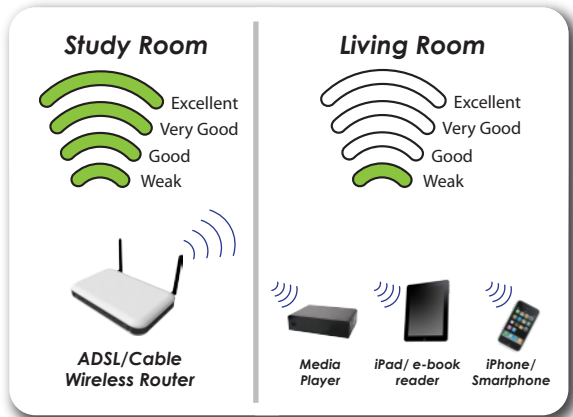 Study Room
Excellent
Very Good
Good
Weak
ADSL/Cable
Wireless Router
Living Room
Excellent
Very Good
Good
Weak
Media
Player
iPad/ e-book
reader
iPhone/
Smartphone